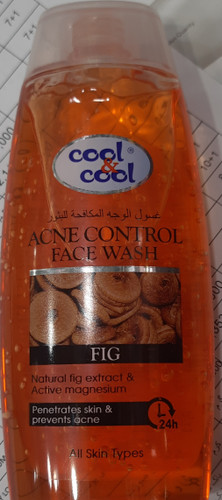 cool®
&
cool
غسول الوجه المكافحة للبثور
ACNE CONTROL
FACE WASH
FIG
Natural fig extract &
Active magnesium
Penetrates skin &
prevents acne
24h
All Skin Types